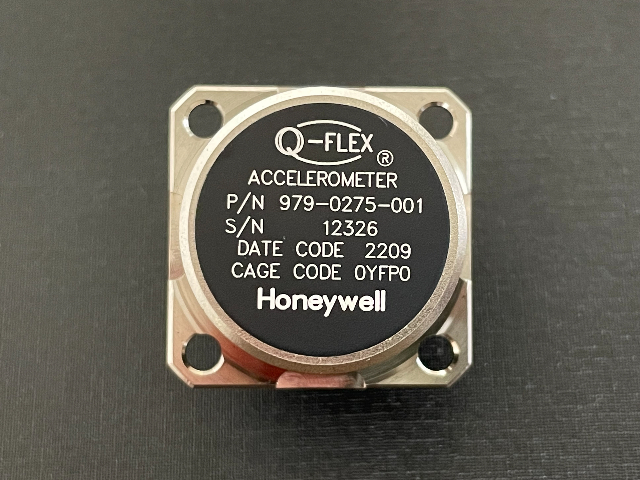 Q-FLEX ®
ACCELEROMETER
P/N 979-0275-001
S/N 12326
DATE CODE 2209
CAGE CODE 0YFP0
Honeywell